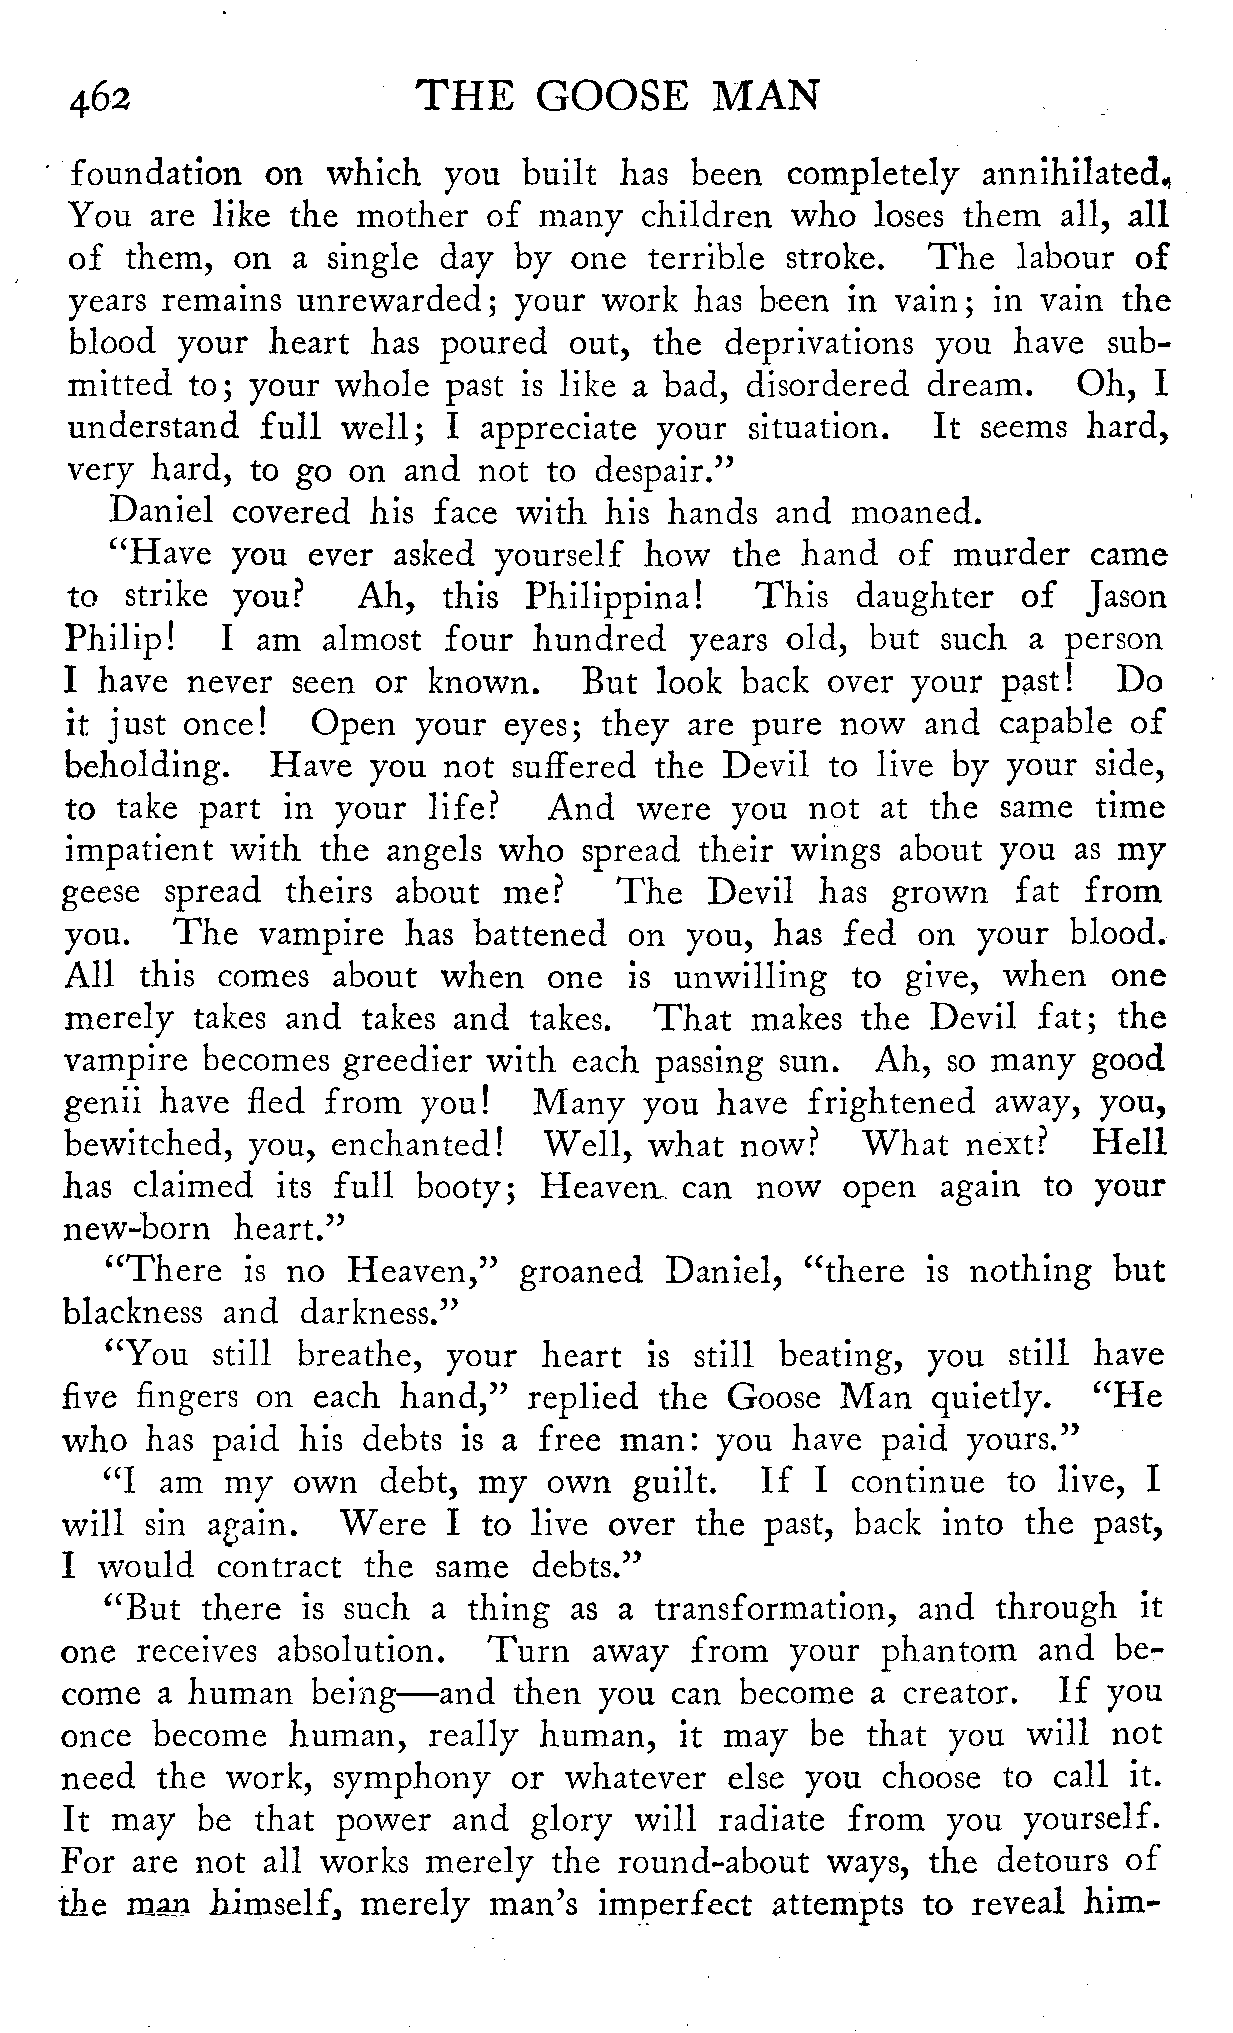 462 THE GOOSE MAN
foundation on which you built has been completely annihilated.
You are like the mother of many children who loses them all, all
of them, on a single day by one terrible stroke. The labour of
years remains unrewarded; your work has been in vain; in vain the
blood your heart has poured out, the deprivations you have sub-
mitted to; your whole past is like a bad, disordered dream. Oh, I
understand full well; I appreciate your situation. It seems hard,
very hard, to go on and not to despair.”
Daniel covered his face with his hands and moaned.
“Have you ever asked yourself how the hand of murder came
to strike you? Ah, this Philippina! This daughter of Jason
Philip! I am almost four hundred years old, but such a person
I have never seen or known. But look back over your past! Do
it just once! Open your eyes; they are pure now and capable of
beholding. Have you not suffered the Devil to live by your side,
to take part in your life? And were you not at the same time
impatient with the angels who spread their wings about you as my
geese spread theirs about me? The Devil has grown fat from
you. The vampire has battened on you, has fed on your blood.
All this comes about when one is unwilling to give, when one
merely takes and takes and takes. That makes the Devil fat; the
vampire becomes greedier with each passing sun. Ah, so many good
genii have fled from you! Many you have frightened away, you,
bewitched, you, enchanted! Well, what now? What next? Hell
has claimed its full booty; Heaven can now open again to your
new-born heart.”
“There is no Heaven,” groaned Daniel, “there is nothing but
blackness and darkness.”
“You still breathe, your heart is still beating, you still have
five fingers on each hand,” replied the Goose Man quietly. “He
who has paid his debts is a free man: you have paid yours.”
“I am my own debt, my own guilt. If I continue to live, I
will sin again. Were I to live over the past, back into the past,
I would contract the same debts.”
“But there is such a thing as a transformation, and through it
one receives absolution. Turn away from your phantom and be-
come a human being—and then you can become a creator. If you
once become human, really human, it may be that you will not
need the work, symphony or whatever else you choose to call it.
It may be that power and glory will radiate from you yourself.
For are not all works merely the round-about ways, the detours of
the man himself, merely man's imperfect attempts to reveal him-